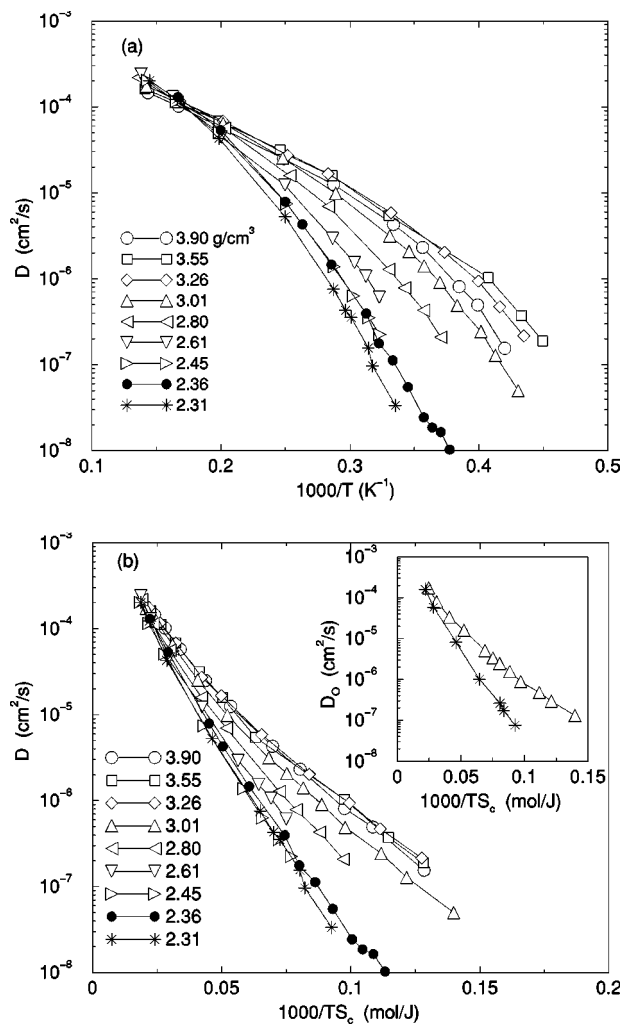 (a)
10⁻³
10⁻⁴
10⁻⁵
10⁻⁶
10⁻⁷
10⁻⁸
D (cm²/s)
3.90 g/cm³
3.55
3.26
3.01
2.80
2.61
2.45
2.36
2.31
0.1 0.2 0.3 0.4 0.5
1000/T (K⁻¹)
(b)
10⁻³
10⁻⁴
10⁻⁵
10⁻⁶
10⁻⁷
10⁻⁸
D (cm²/s)
3.90
3.55
3.26
3.01
2.80
2.61
2.45
2.36
2.31
0 0.05 0.1 0.15 0.2
1000/TS_c (mol/J)
10⁻³
10⁻⁴
10⁻⁵
10⁻⁶
10⁻⁷
10⁻⁸
D_O (cm²/s)
0 0.05 0.1 0.15
1000/TS_c (mol/J)